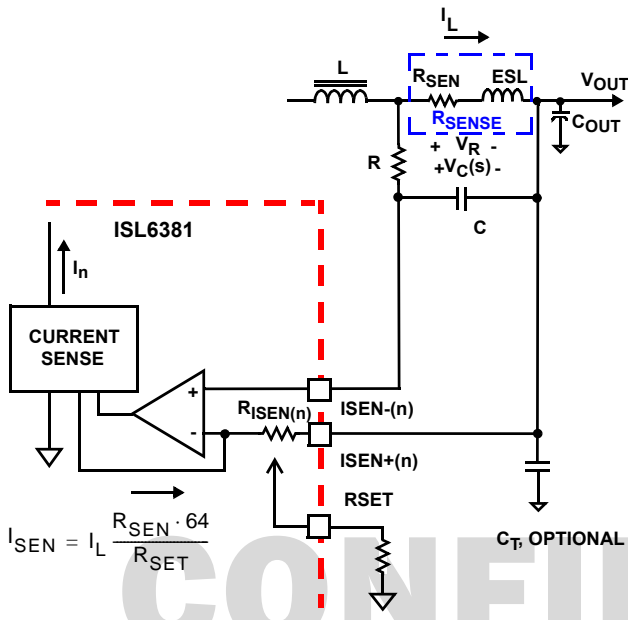 I_L
L
R_SEN
ESL
V_OUT
R_SENSE
C_OUT
+ V_R -
R
+V_C(s)-
C
ISL6381
I_n
CURRENT
SENSE
+
R_ISEN(n)
ISEN-(n)
-
ISEN+(n)
RSET
I_SEN = I_L R_SEN · 64 / R_SET
C_T, OPTIONAL
CONFI